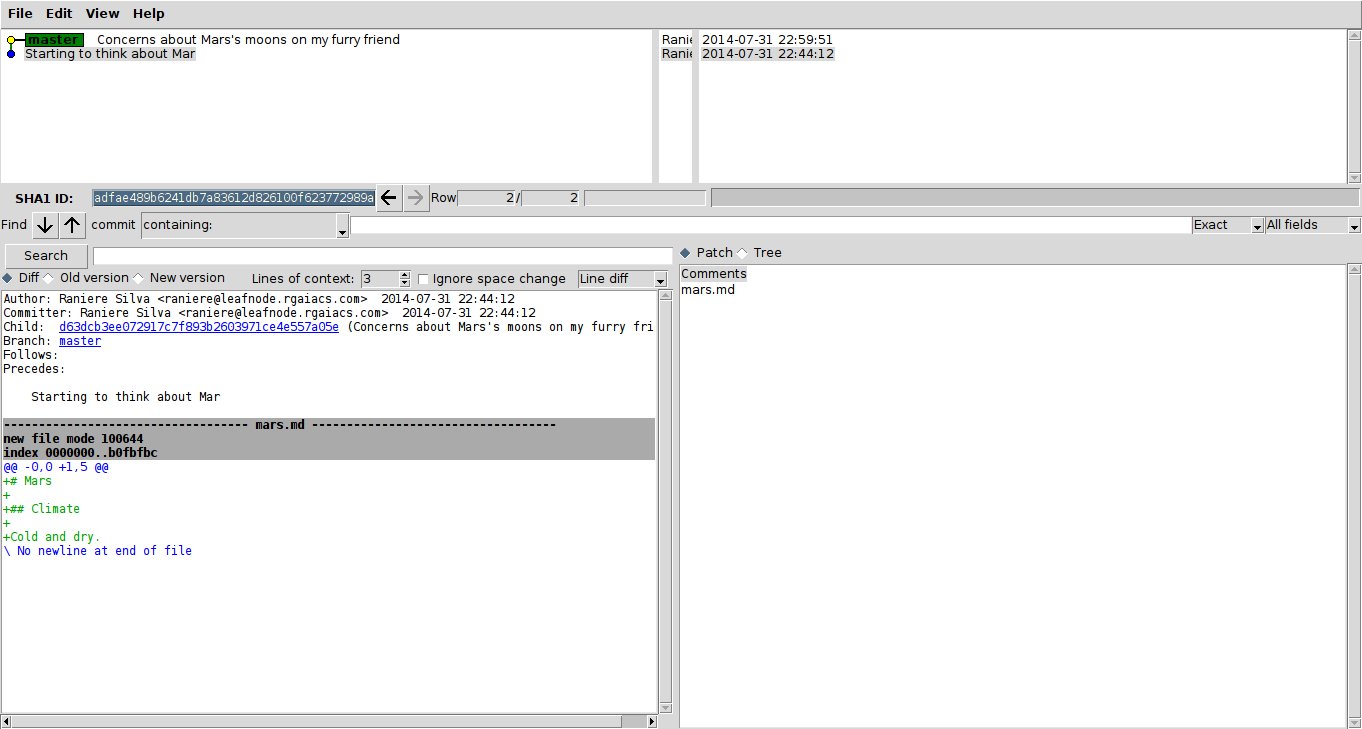 File Edit View Help
master Concerns about Mars's moons on my furry friend Ranie 2014-07-31 22:59:51
Starting to think about Mar Ranie 2014-07-31 22:44:12
SHA1 ID: adfae489b6241db7a83612d826100f623772989a Row 2/ 2
Find commit containing: Exact All fields
Search
Patch Tree
Diff Old version New version Lines of context: 3 Ignore space change Line diff
Comments
mars.md
Author: Raniere Silva <raniere@leafnode.rgaiacs.com> 2014-07-31 22:44:12
Committer: Raniere Silva <raniere@leafnode.rgaiacs.com> 2014-07-31 22:44:12
Child: d63dcb3ee072917c7f893b2603971ce4e557a05e (Concerns about Mars's moons on my furry fri
Branch: master
Follows:
Precedes:
Starting to think about Mar
----------------------------------- mars.md -----------------------------------
new file mode 100644
index 0000000..b0fbfbc
@@ -0,0 +1,5 @@
+# Mars
+
+## Climate
+
+Cold and dry.
\ No newline at end of file